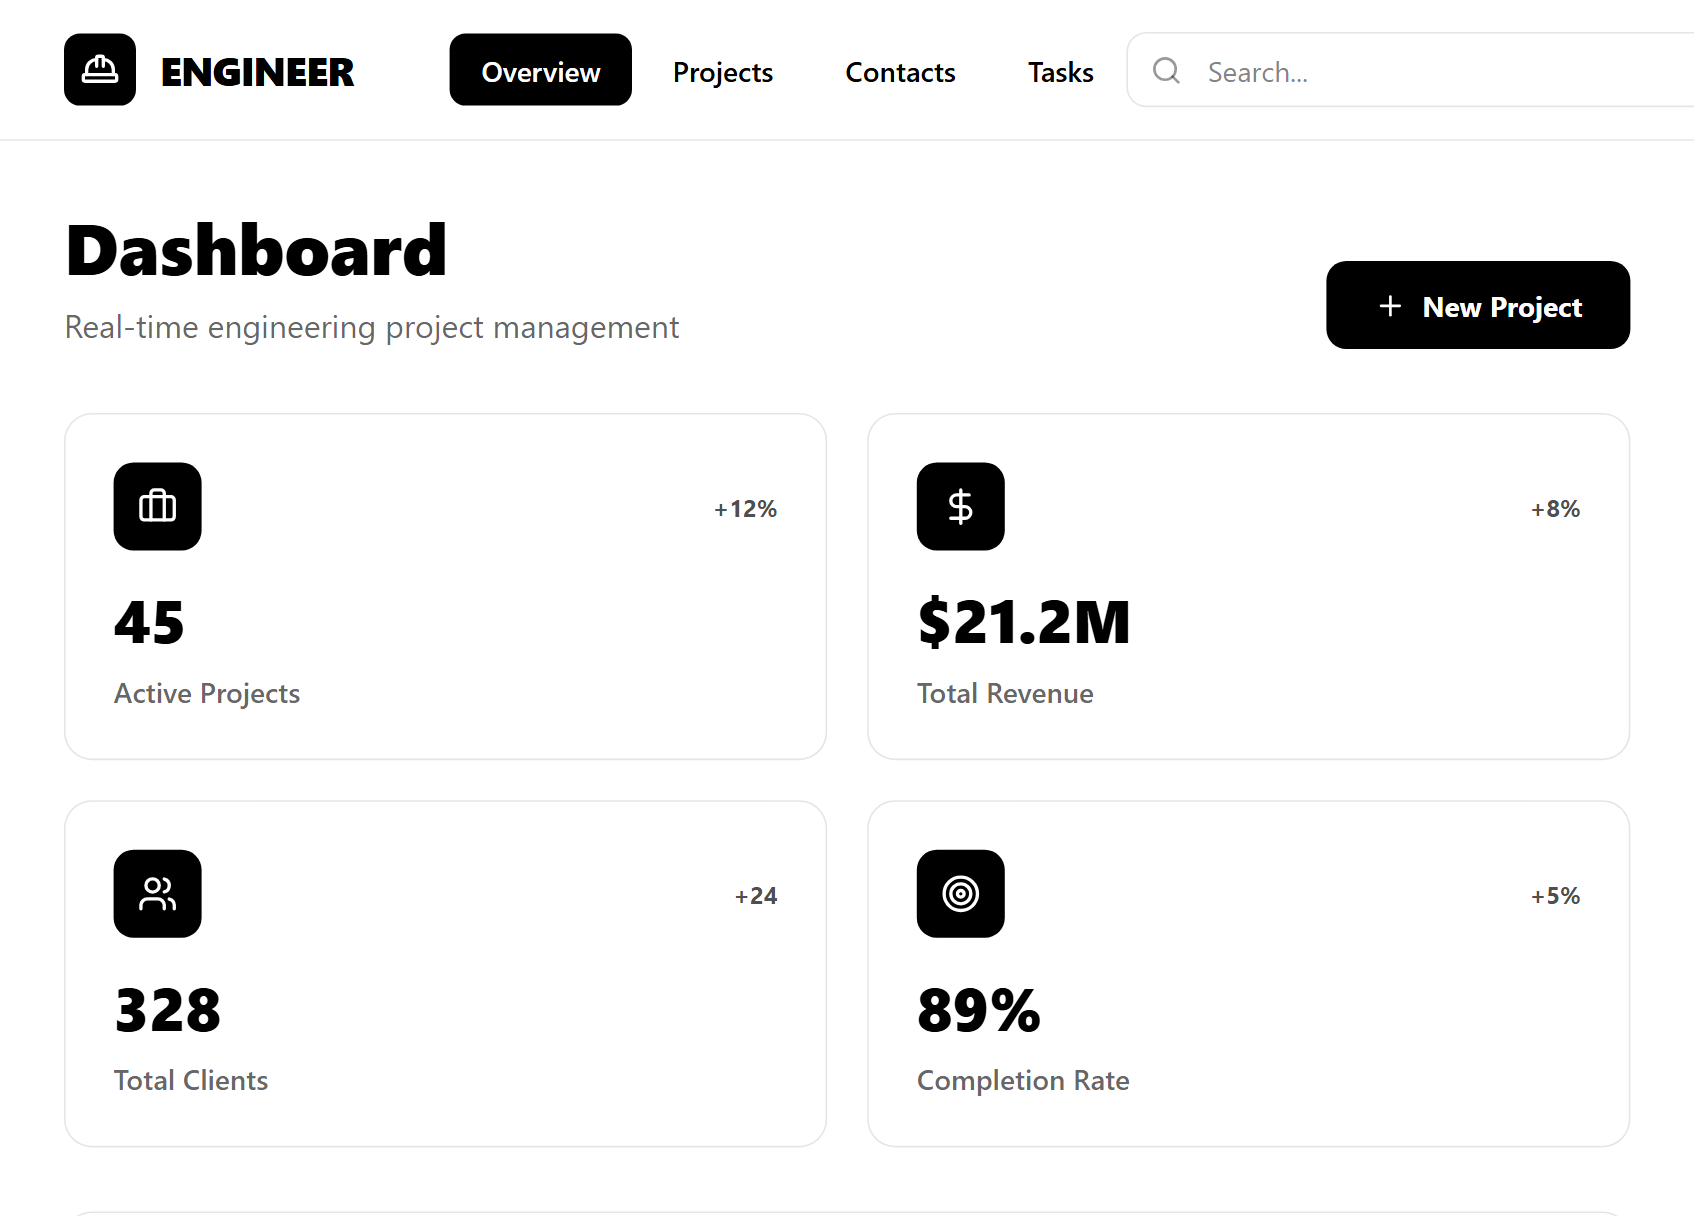 ENGINEER
Overview
Projects
Contacts
Tasks
Search...
Dashboard
Real-time engineering project management
+ New Project
+12%
45
Active Projects
$
+8%
$21.2M
Total Revenue
+24
328
Total Clients
+5%
89%
Completion Rate